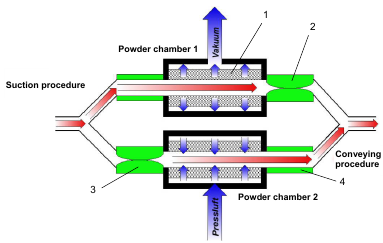 1
2
Vakuum
Powder chamber 1
Suction procedure
Conveying
procedure
3
4
Pressluft
Powder chamber 2